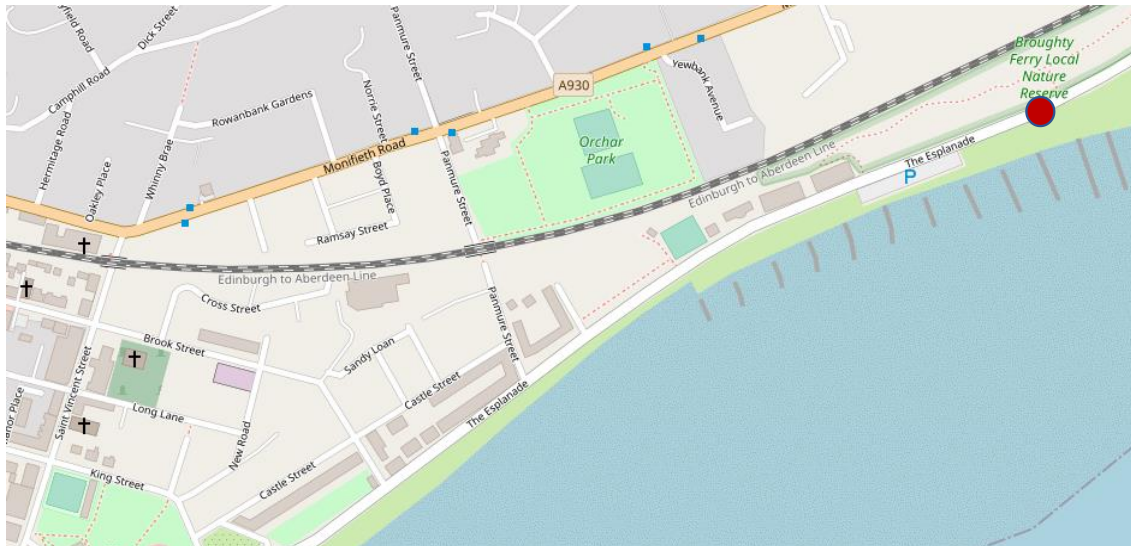 Dick Street
Camphill Road
Hermitage Road
Oakley Place
Whinny Brae
Rowanbank Gardens
Norrie Street
Panmure Street
A930
Monifieth Road
Boyd Place
Panmure Street
Ramsay Street
Orchar
Park
Yewbank Avenue
Broughty
Ferry Local
Nature
Reserve
The Esplanade
P
Edinburgh to Aberdeen Line
Edinburgh to Aberdeen Line
Cross Street
Brook Street
Saint Vincent Street
Long Lane
New Road
King Street
Sandy Loan
Castle Street
Castle Street
Panmure Street
The Esplanade